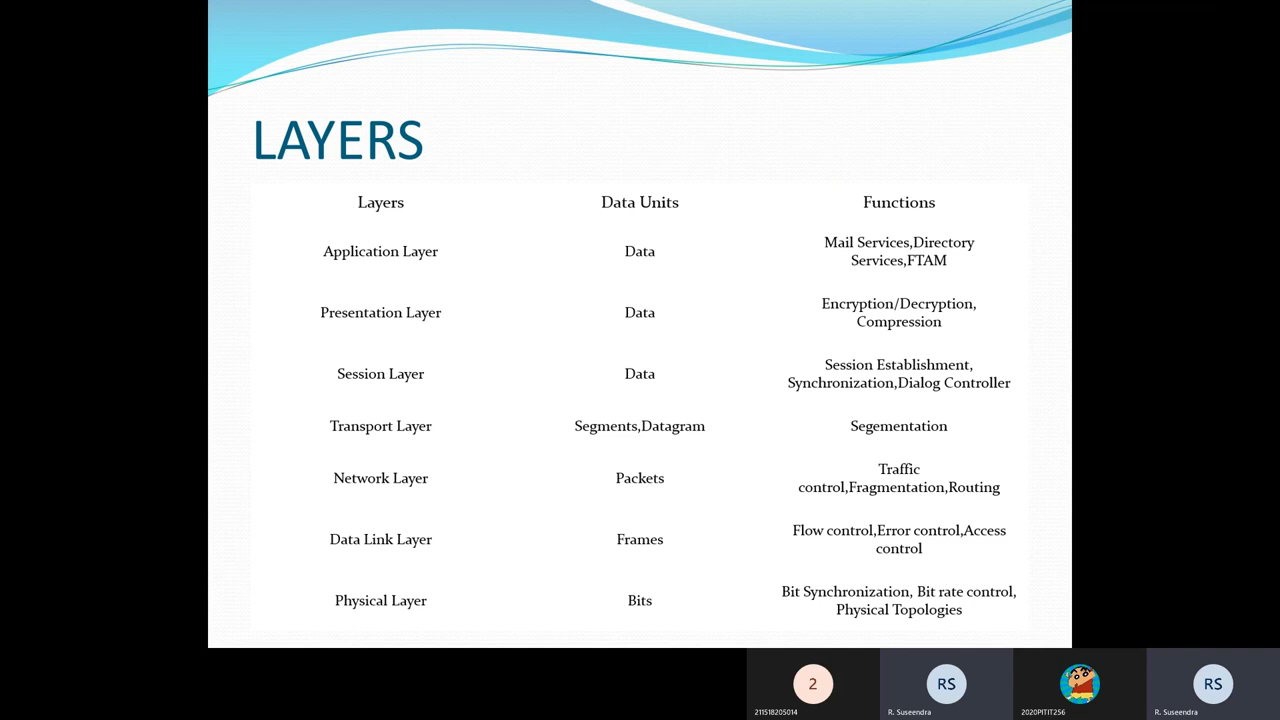 LAYERS
Layers Data Units Functions
Application Layer Data Mail Services,Directory
Services,FTAM
Presentation Layer Data Encryption/Decryption,
Compression
Session Layer Data Session Establishment,
Synchronization,Dialog Controller
Transport Layer Segments,Datagram Segementation
Network Layer Packets Traffic
control,Fragmentation,Routing
Data Link Layer Frames Flow control,Error control,Access
control
Physical Layer Bits Bit Synchronization, Bit rate control,
Physical Topologies
2 RS RS
211518205014 R. Suseendra 2020PITIT256 R. Suseendra